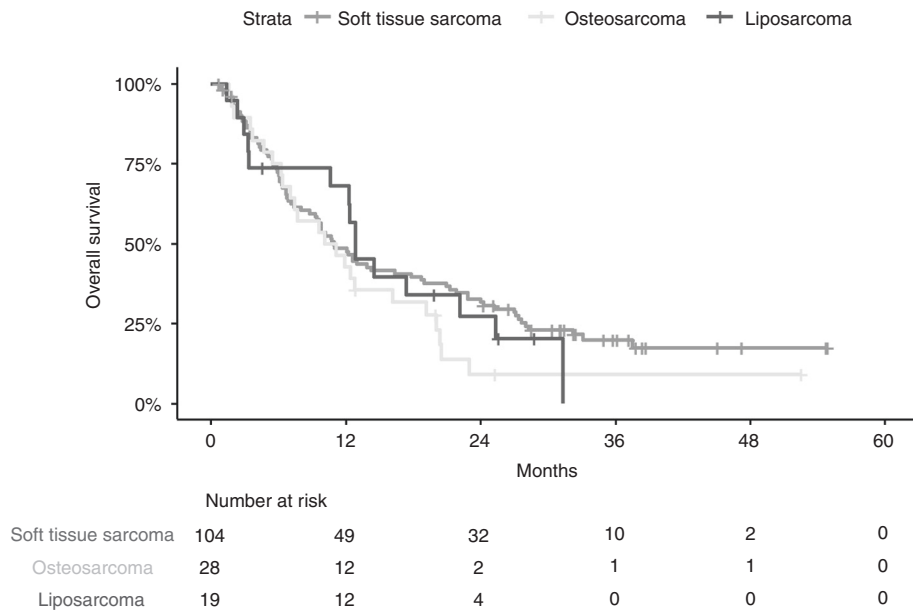 Strata Soft tissue sarcoma Osteosarcoma Liposarcoma
100%
75%
50%
25%
0%
Overall survival
0 12 24 36 48 60
Months
Number at risk
Soft tissue sarcoma 104 49 32 10 2 0
Osteosarcoma 28 12 2 1 1 0
Liposarcoma 19 12 4 0 0 0